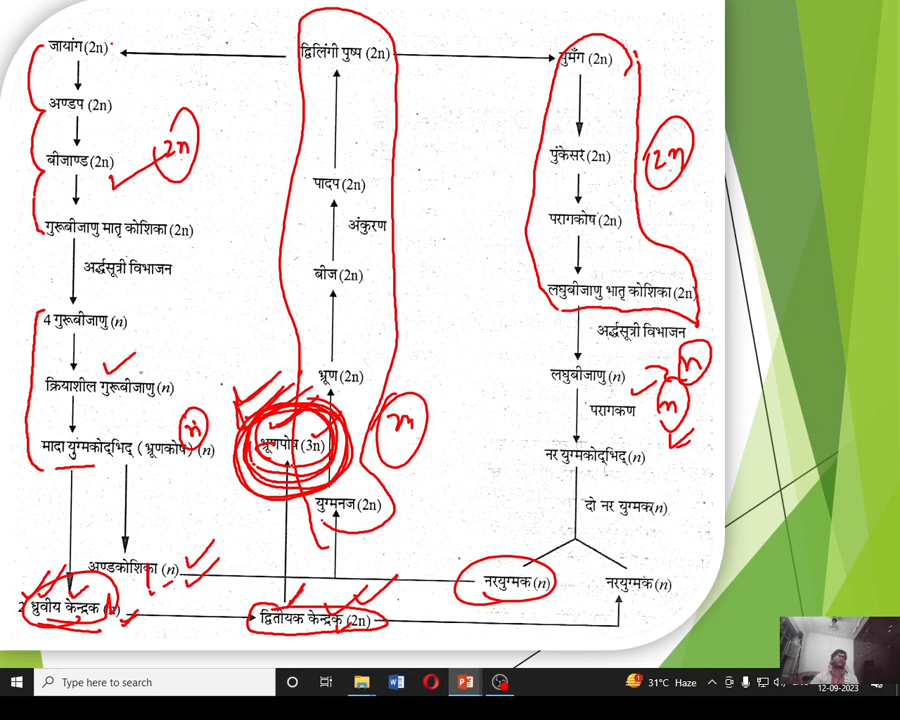 जायांग (2n)
द्विलिंगी पुष्प (2n)
पुमँग (2n)
अण्डप (2n)
2n
बीजाण्ड (2n)
पुंकेसर (2n)
2n
पादप (2n)
गुरूबीजाणु मातृ कोशिका (2n)
अंकुरण
परागकोष (2n)
अर्द्धसूत्री विभाजन
बीज (2n)
लघुबीजाणु भातृ कोशिका (2n)
4 गुरूबीजाणु (n)
अर्द्धसूत्री विभाजन
क्रियाशील गुरूबीजाणु (n)
भ्रूण (2n)
लघुबीजाणु (n)
n
परागकण
n
मादा युग्मकोद्भिद् (भ्रूणकोष) (n)
n
भ्रूणपोष (3n)
नर युग्मकोद्भिद् (n)
युग्मनज (2n)
दो नर युग्मक (n)
अण्डकोशिका (n)
नरयुग्मक (n)
नरयुग्मक (n)
2 ध्रुवीय केन्द्रक (n)
द्वितीयक केन्द्रक (2n)
Type here to search
31°C Haze
12-09-2023